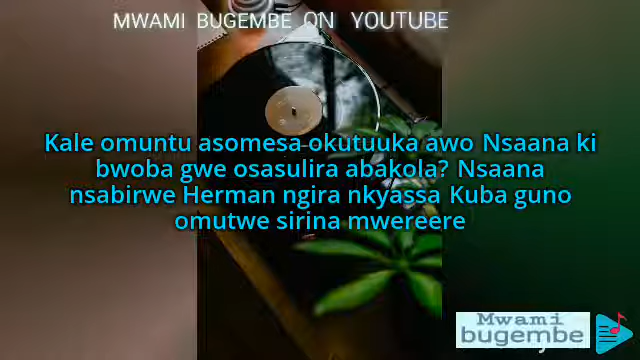 MWAMI BUGEMBE ON YOUTUBE
Kale omuntu asomesa okutuuka awo Nsaana ki
bwoba gwe osasulira abakola? Nsaana
nsabirwe Herman ngira nkyassa Kuba guno
omutwe sirina mwereere
Mwami
bugembe